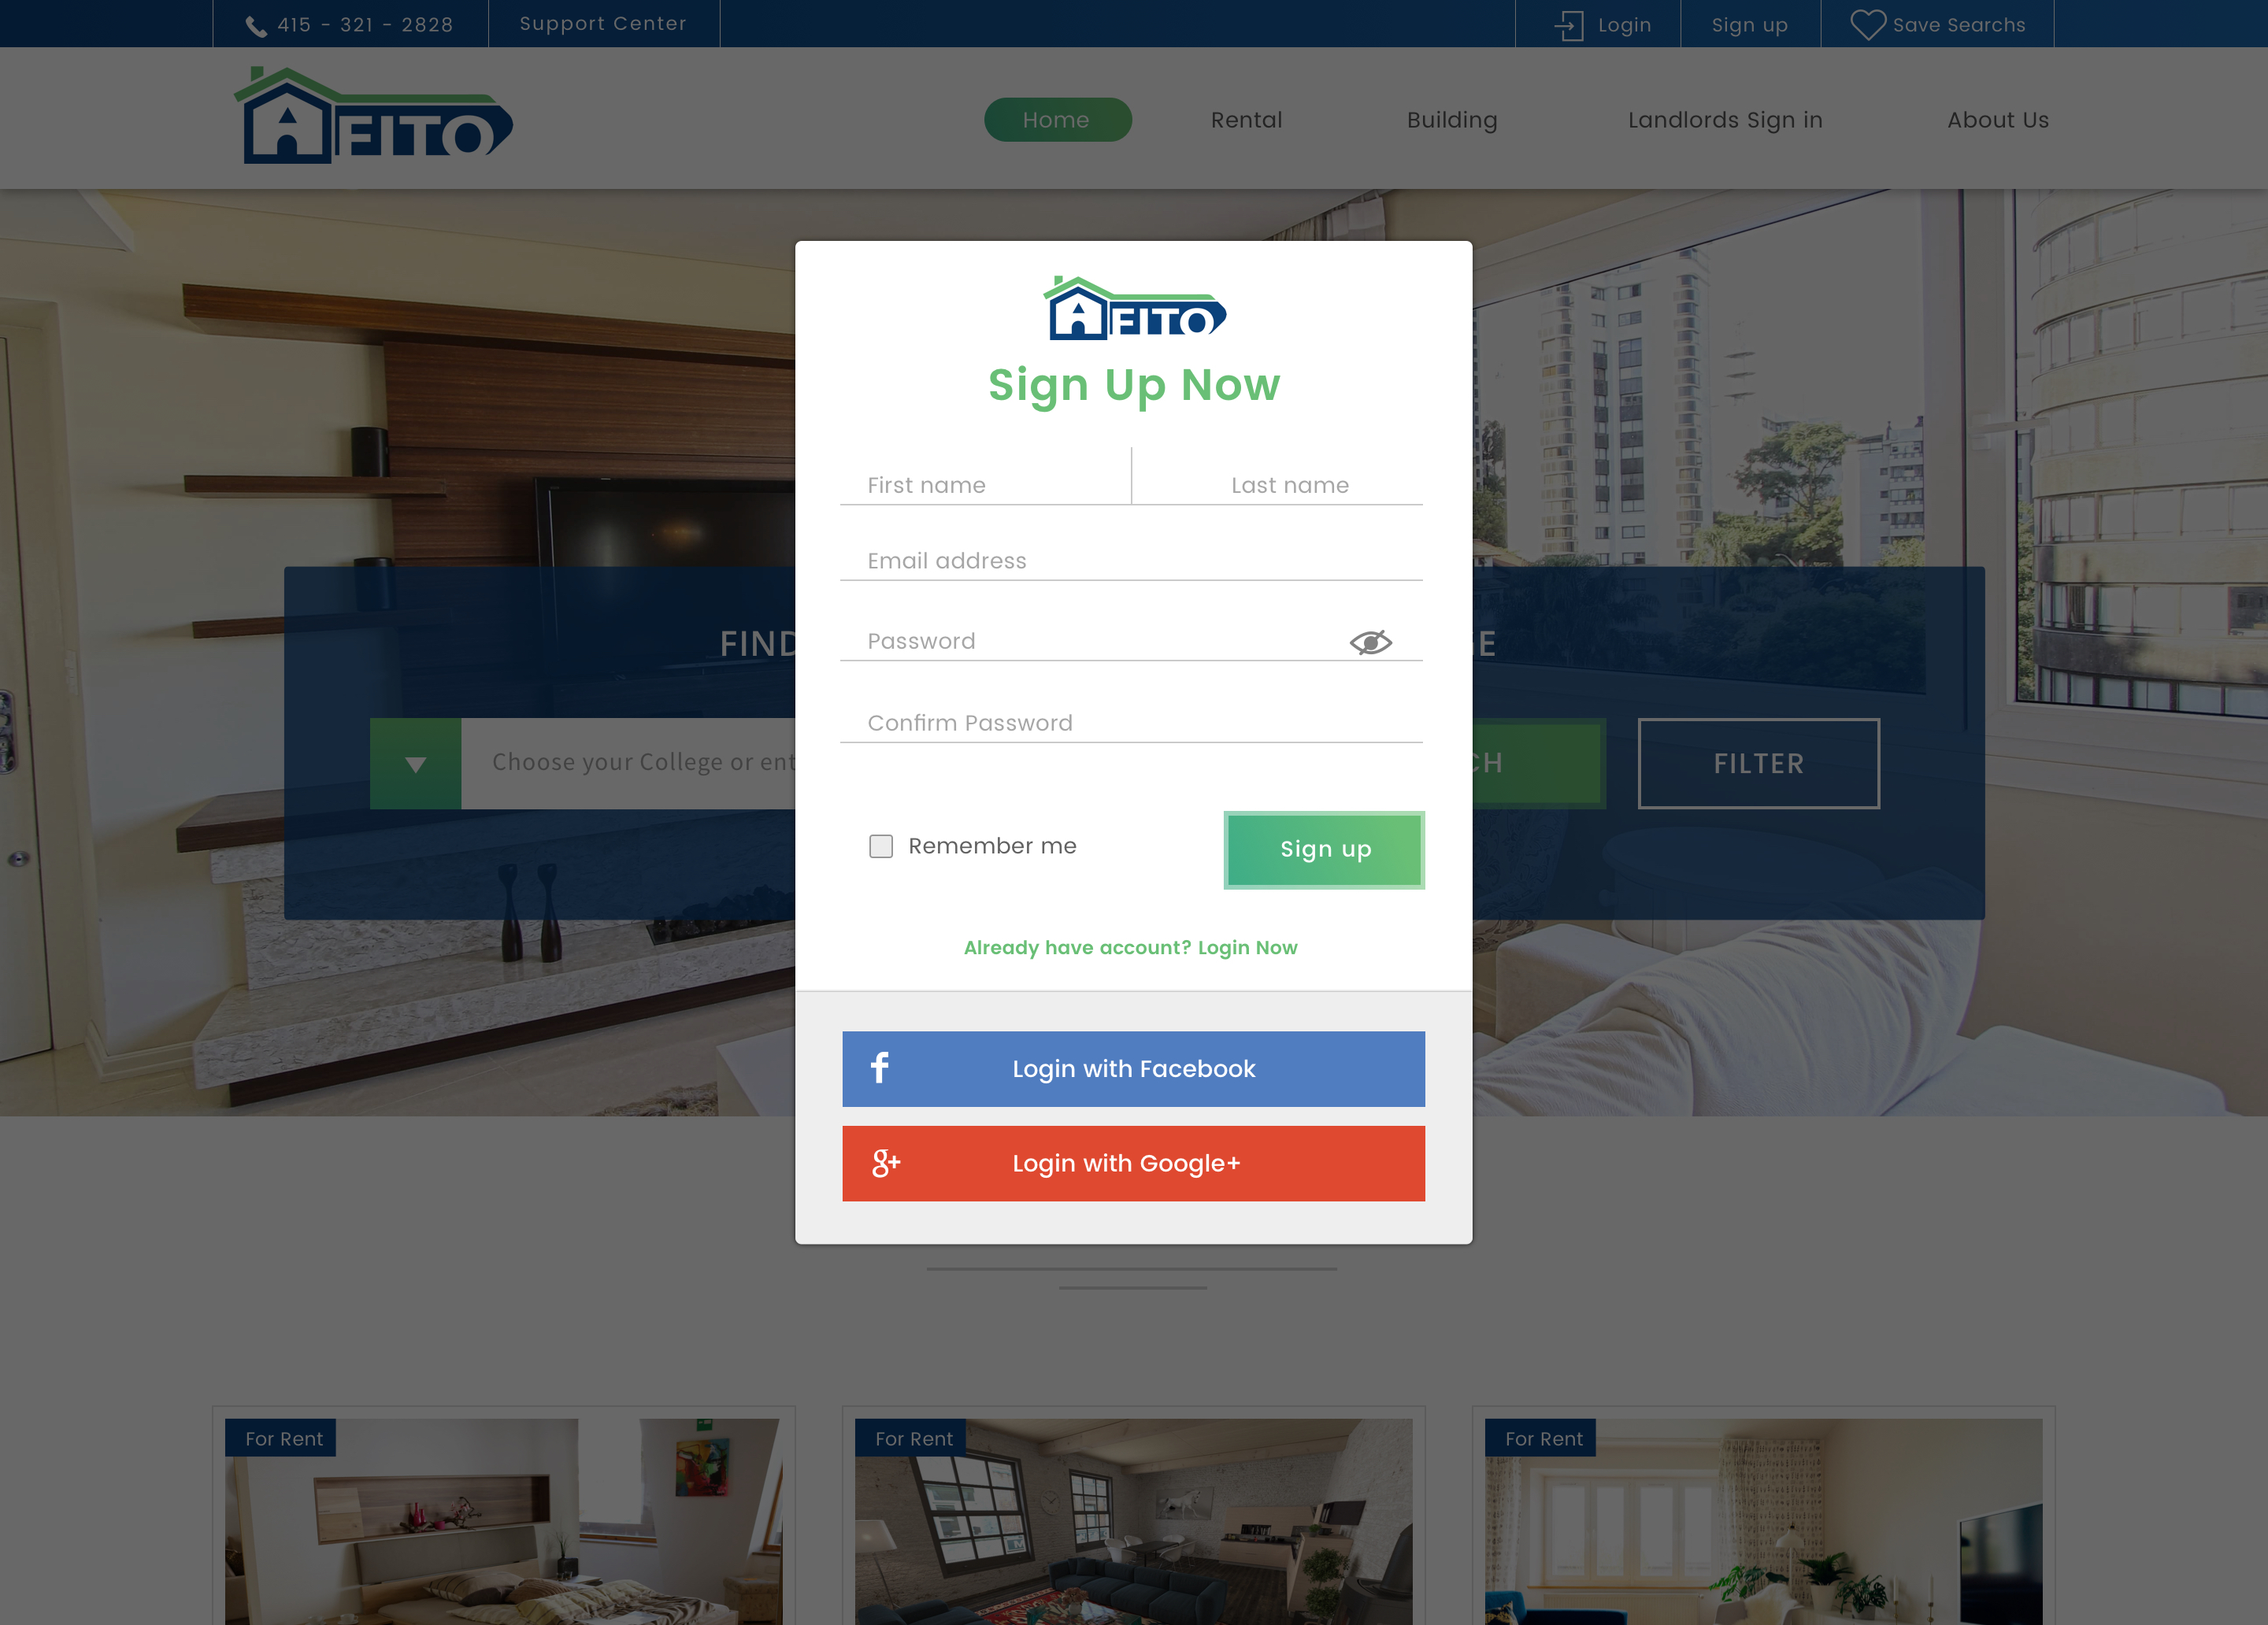 415 - 321 - 2828
Support Center
Login
Sign up
Save Searchs
AFITO
Home
Rental
Building
Landlords Sign in
About Us
AFITO
Sign Up Now
First name
Last name
Email address
Password
FIND
Confirm Password
Choose your College or ent
CH
FILTER
Remember me
Sign up
Already have account? Login Now
f
Login with Facebook
g+
Login with Google+
For Rent
For Rent
For Rent